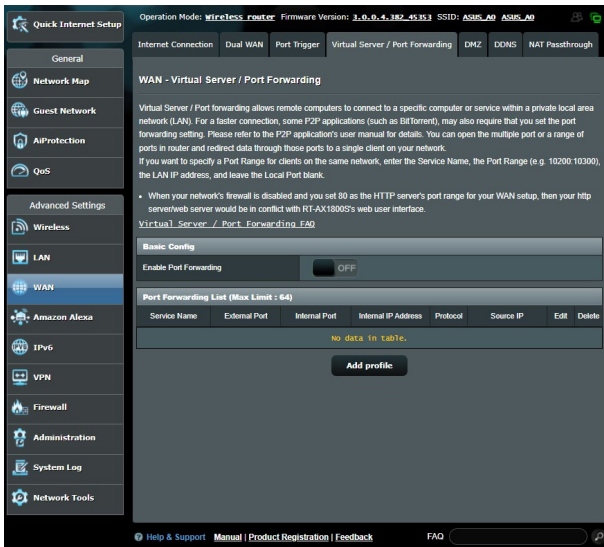 Quick Internet Setup
Operation Mode: Wireless router Firmware Version: 3.0.0.4.382_45353 SSID: ASUS_A0 ASUS_A0
Internet Connection Dual WAN Port Trigger Virtual Server / Port Forwarding DMZ DDNS NAT Passthrough
General
Network Map
Guest Network
AiProtection
QoS
Advanced Settings
Wireless
LAN
WAN
Amazon Alexa
IPv6
VPN
Firewall
Administration
System Log
Network Tools
WAN - Virtual Server / Port Forwarding
Virtual Server / Port forwarding allows remote computers to connect to a specific computer or service within a private local area
network (LAN). For a faster connection, some P2P applications (such as BitTorrent), may also require that you set the port
forwarding setting. Please refer to the P2P application's user manual for details. You can open the multiple port or a range of
ports in router and redirect data through those ports to a single client on your network.
If you want to specify a Port Range for clients on the same network, enter the Service Name, the Port Range (e.g. 10200:10300),
the LAN IP address, and leave the Local Port blank.
• When your network's firewall is disabled and you set 80 as the HTTP server's port range for your WAN setup, then your http
server/web server would be in conflict with RT-AX1800S's web user interface.
Virtual Server / Port Forwarding FAQ
Basic Config
Enable Port Forwarding OFF
Port Forwarding List (Max Limit : 64)
Service Name External Port Internal Port Internal IP Address Protocol Source IP Edit Delete
No data in table.
Add profile
Help & Support Manual | Product Registration | Feedback FAQ